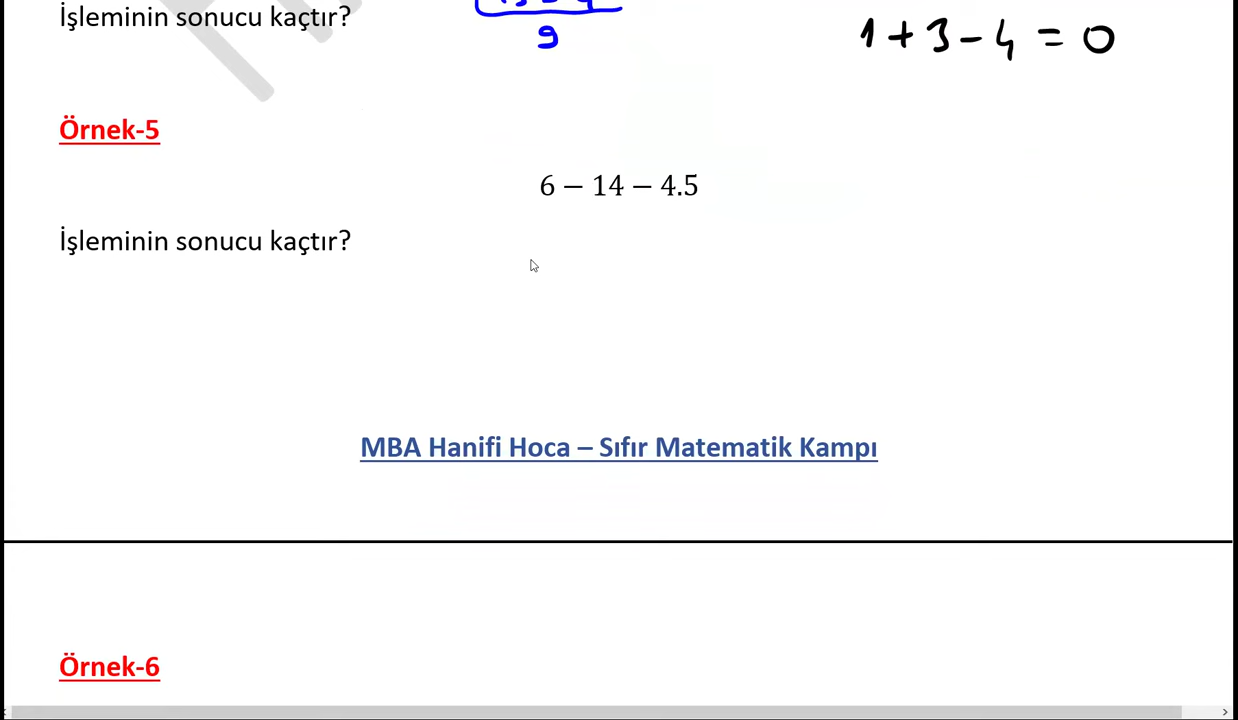 İşleminin sonucu kaçtır?
9
1 + 3 - 4 = 0
Örnek-5
6 − 14 − 4.5
İşleminin sonucu kaçtır?
MBA Hanifi Hoca – Sıfır Matematik Kampı
Örnek-6